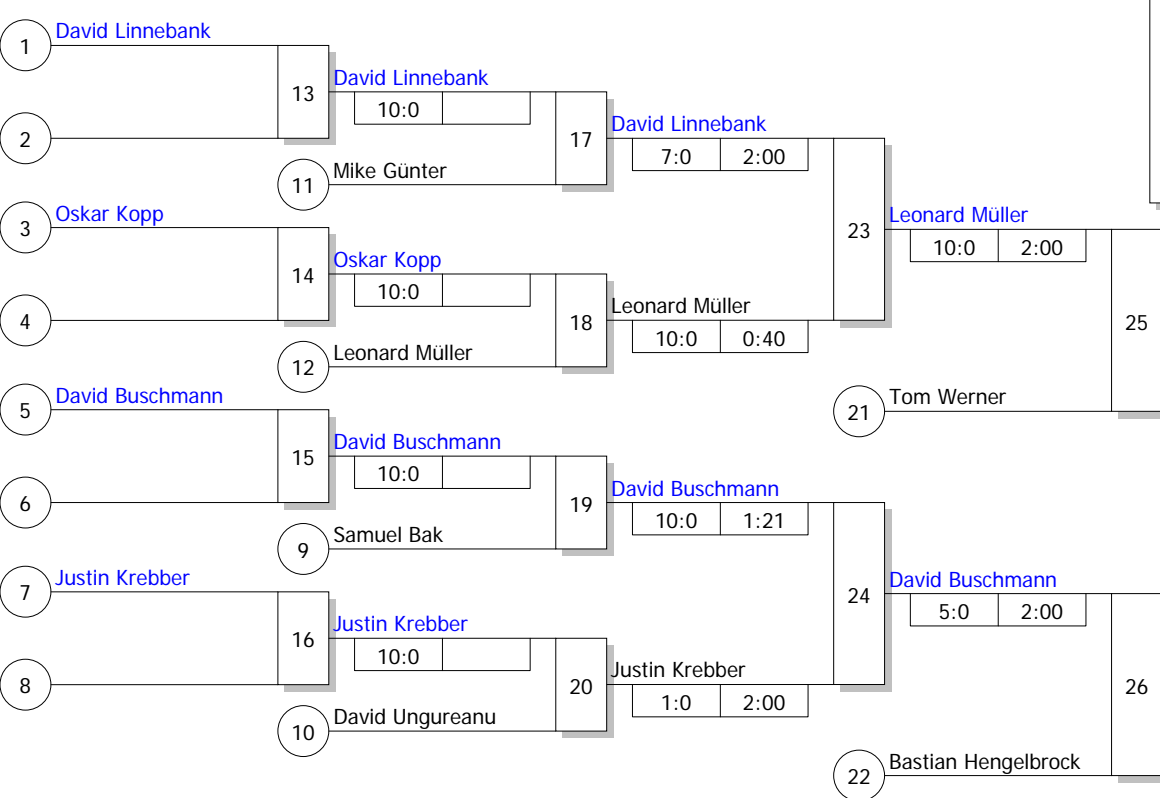 David Linnebank
1
13
David Linnebank
10:0
2
17
David Linnebank
7:0 2:00
Mike Günter
11
Oskar Kopp
3
23
Leonard Müller
10:0 2:00
14
Oskar Kopp
10:0
4
18
Leonard Müller
10:0 0:40
25
Leonard Müller
12
David Buschmann
5
Tom Werner
21
15
David Buschmann
10:0
6
19
David Buschmann
10:0 1:21
Samuel Bak
9
Justin Krebber
7
24
David Buschmann
5:0 2:00
16
Justin Krebber
10:0
8
20
Justin Krebber
1:0 2:00
26
David Ungureanu
10
Bastian Hengelbrock
22